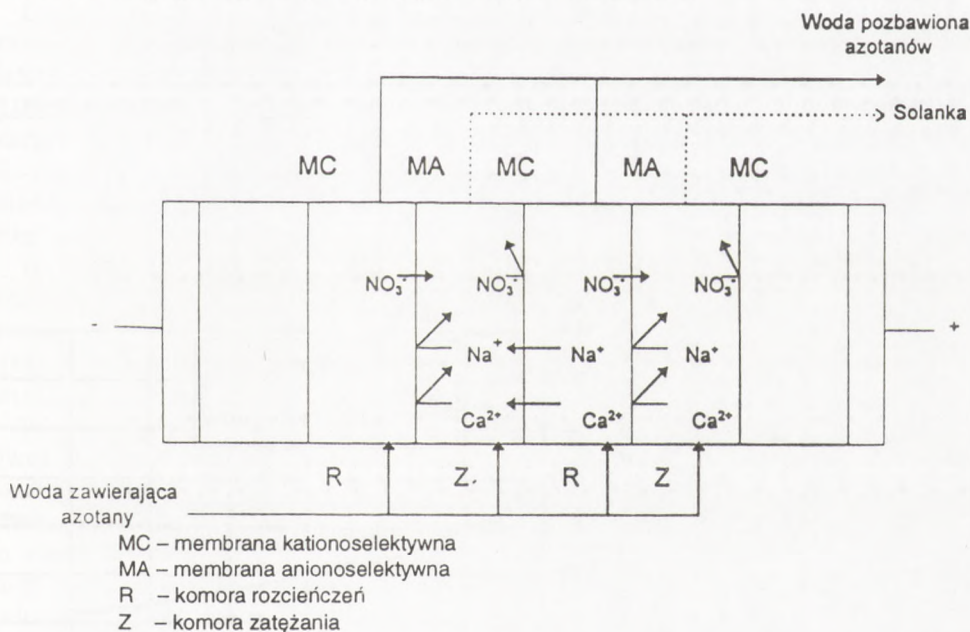 Woda pozbawiona
azotanów
Solanka
MC MA MC MA MC
NO₃⁻ NO₃⁻ NO₃⁻ NO₃⁻
- +
Na⁺ Na⁺ Na⁺
Ca²⁺ Ca²⁺ Ca²⁺
R Z. R Z
Woda zawierająca
azotany
MC – membrana kationoselektywna
MA – membrana anionoselektywna
R – komora rozcieńczeń
Z – komora zatężania